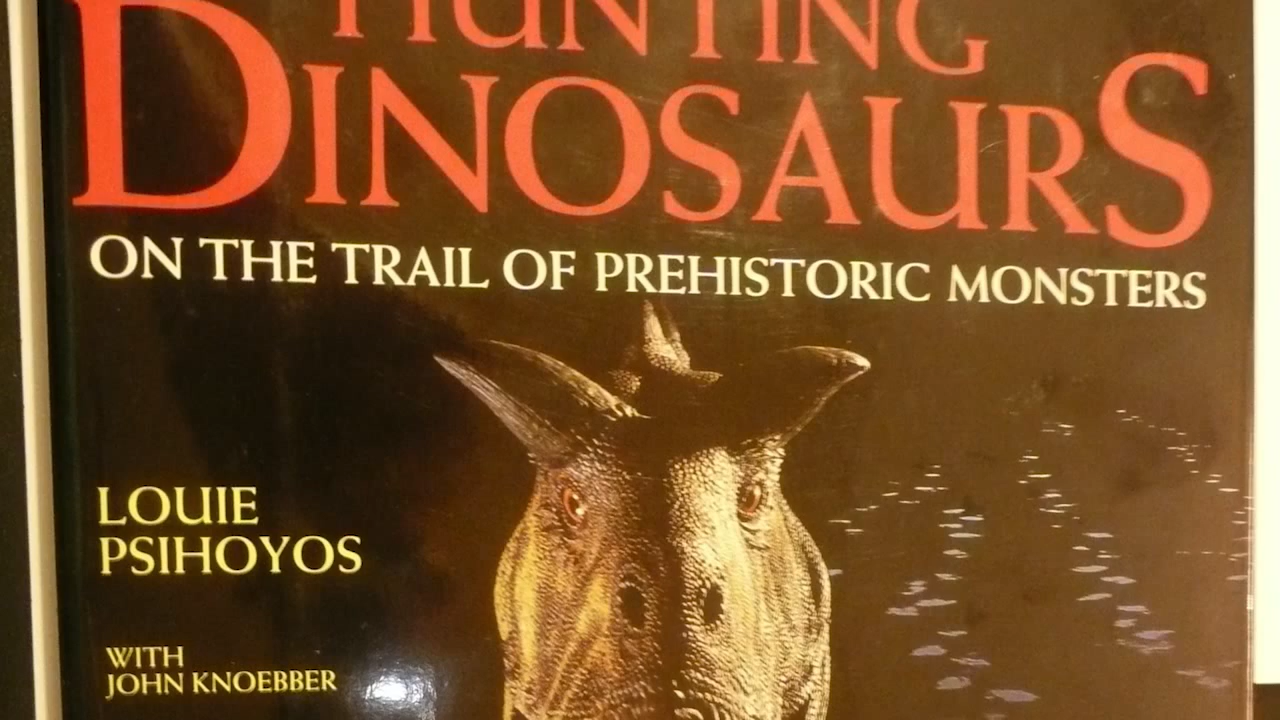 HUNTING
DINOSAURS
ON THE TRAIL OF PREHISTORIC MONSTERS
LOUIE
PSIHOYOS
WITH
JOHN KNOEBBER